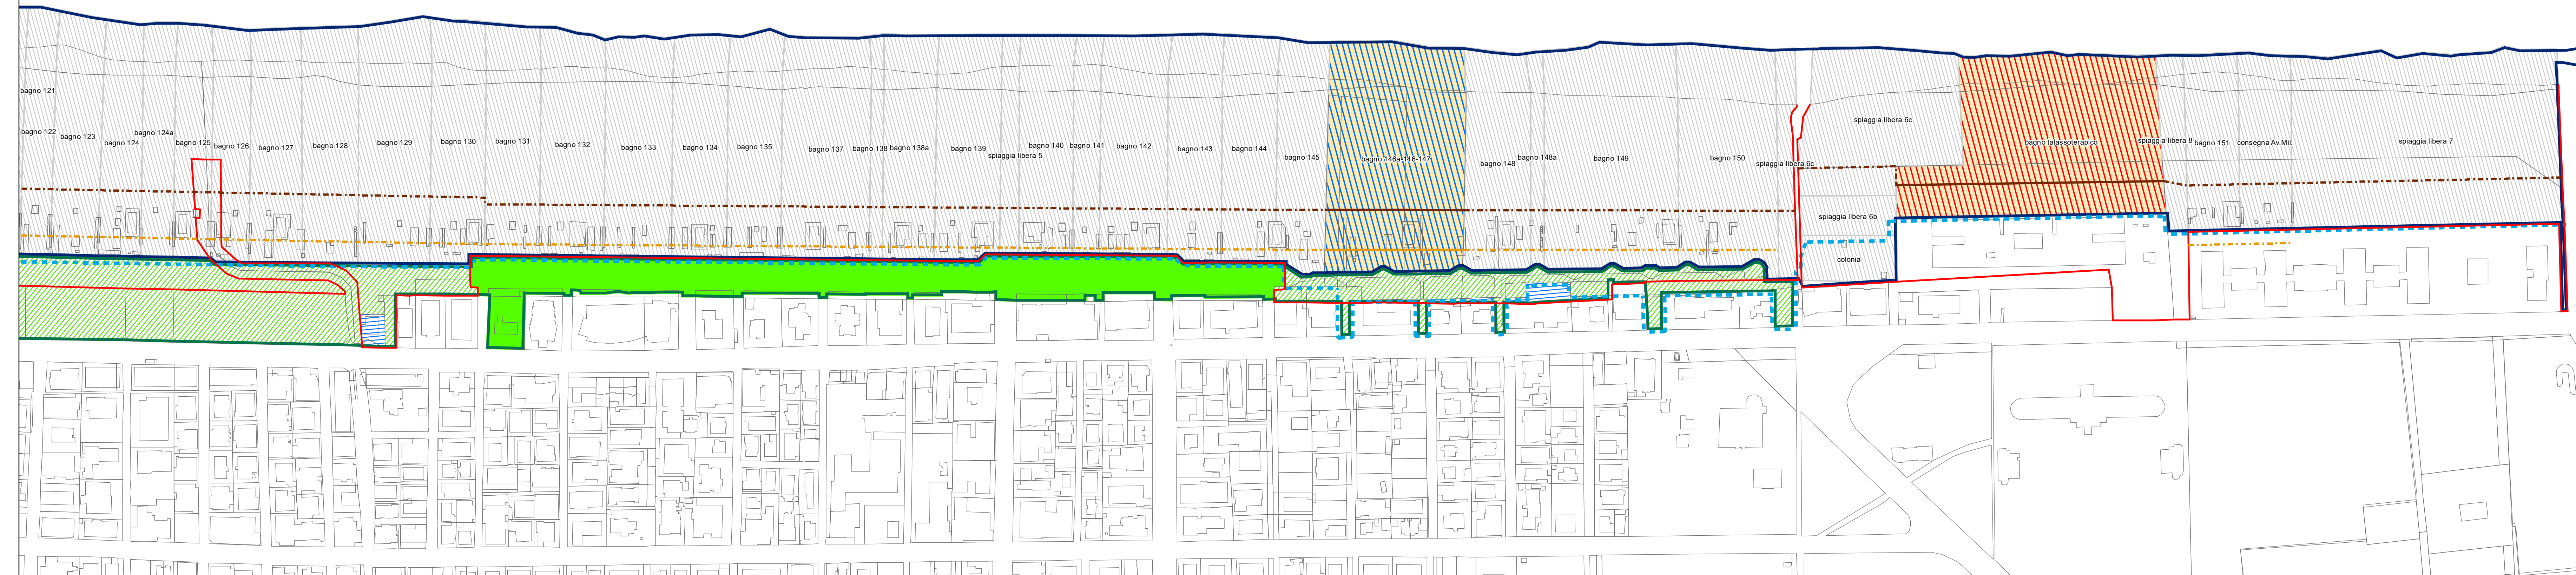 bagno 121
bagno 122
bagno 123
bagno 124
bagno 124a
bagno 125
bagno 126
bagno 127
bagno 128
bagno 129
bagno 130
bagno 131
bagno 132
bagno 133
bagno 134
bagno 135
bagno 137
bagno 138
bagno 138a
bagno 139
spiaggia libera 5
bagno 140
bagno 141
bagno 142
bagno 143
bagno 144
bagno 145
bagno 146a-146-147
bagno 148
bagno 148a
bagno 149
bagno 150
spiaggia libera 6c
spiaggia libera 6c
spiaggia libera 6b
colonia
bagno talassoterapico
spiaggia libera 8
bagno 151
consegna Av.Mil.
spiaggia libera 7